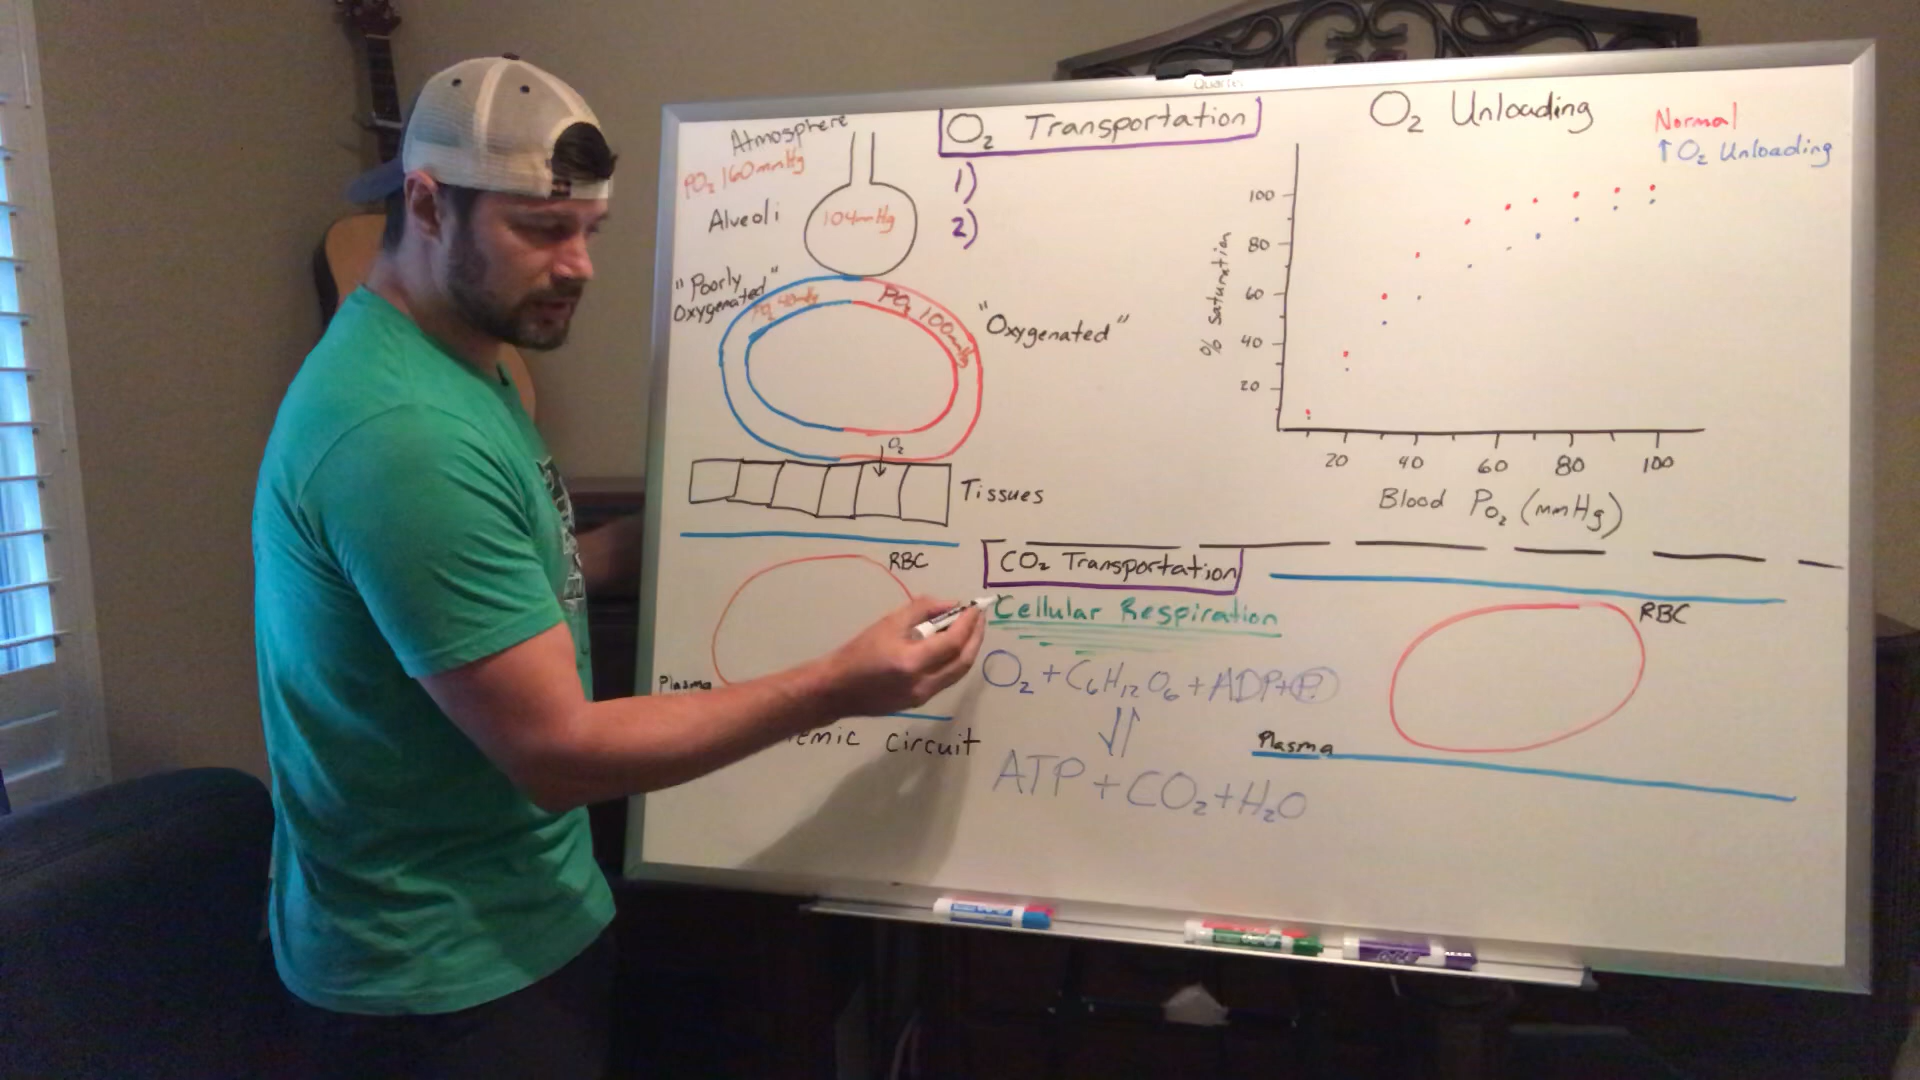 Quartet
Atmosphere
PO₂ 160mmHg
Alveoli
104mmHg
"Poorly
Oxygenated"
PO₂ 40mmHg
PO₂ 100mmHg
"Oxygenated"
O₂
Tissues
O₂ Transportation
1)
2)
O₂ Unloading
Normal
↑ O₂ Unloading
% Saturation
100
80
60
40
20
20 40 60 80 100
Blood PO₂ (mmHg)
RBC
Plasma
circuit
CO₂ Transportation
Cellular Respiration
O₂ + C₆H₁₂O₆ + ADP + P
ATP + CO₂ + H₂O
RBC
Plasma